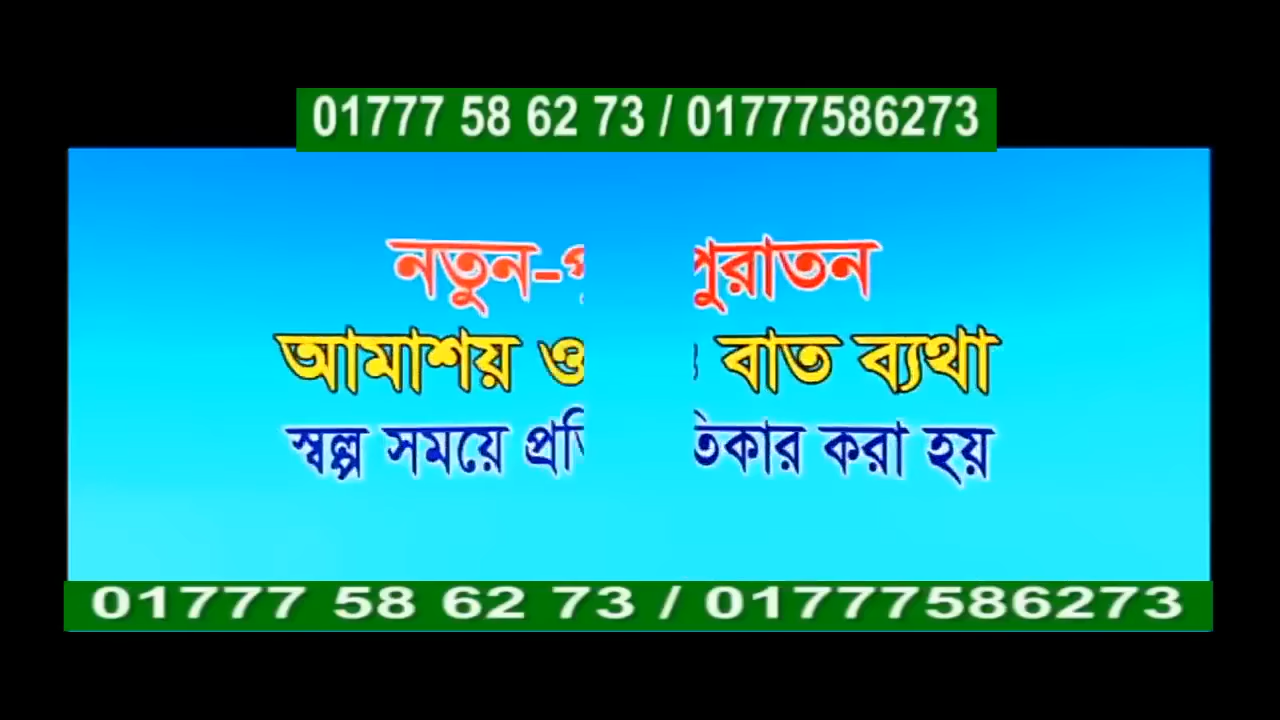 01777 58 62 73 / 01777586273
নতুন-পুরাতন
আমাশয় ও বাত ব্যথা
স্বল্প সময়ে প্রতিকার করা হয়
01777 58 62 73 / 01777586273